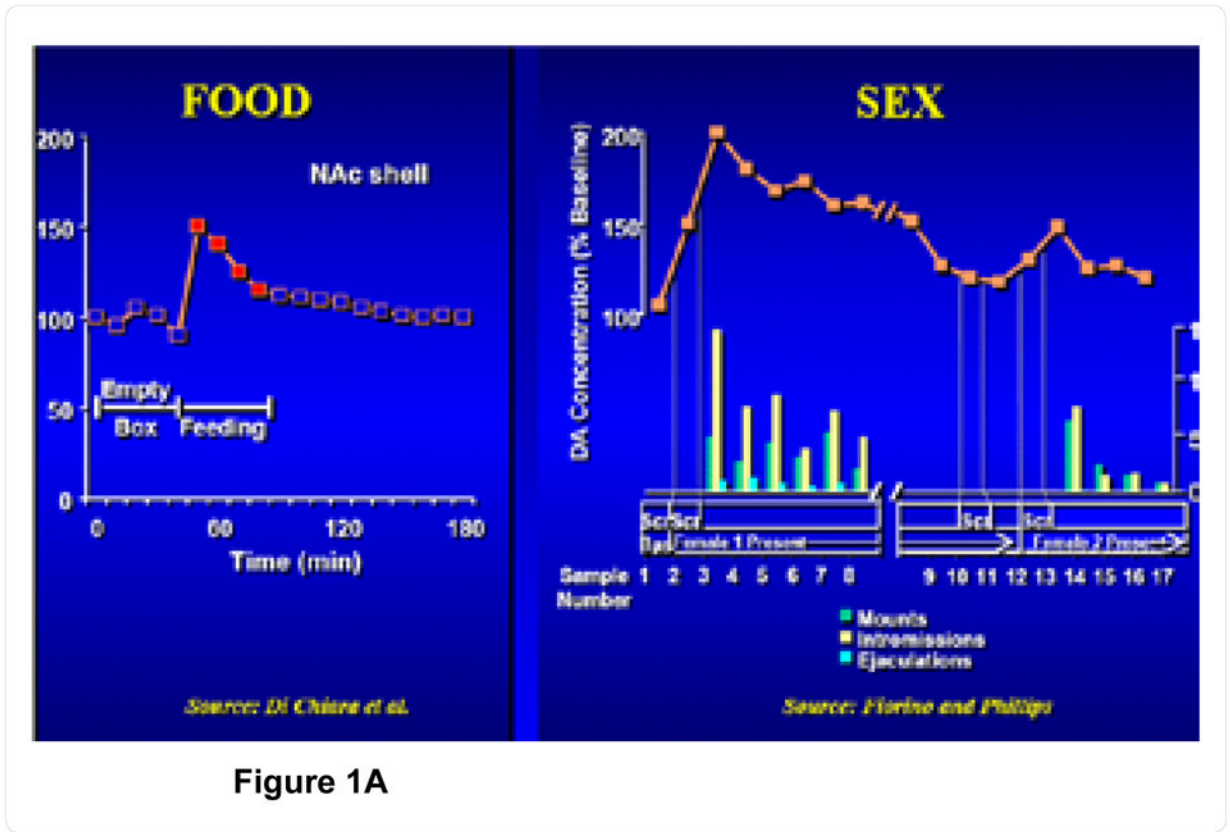 FOOD
200
NAc shell
150
100
Empty
50
Box Feeding
0
0 60 120 180
Time (min)
Source: Di Chiara et al.
SEX
DA Concentration (% Baseline)
200
150
100
Scr Scr Scr Scr
Female 1 Present Female 2 Present
Sample 1 2 3 4 5 6 7 8 9 10 11 12 13 14 15 16 17
Number
Mounts
Intromissions
Ejaculations
Source: Fiorino and Phillips
Figure 1A